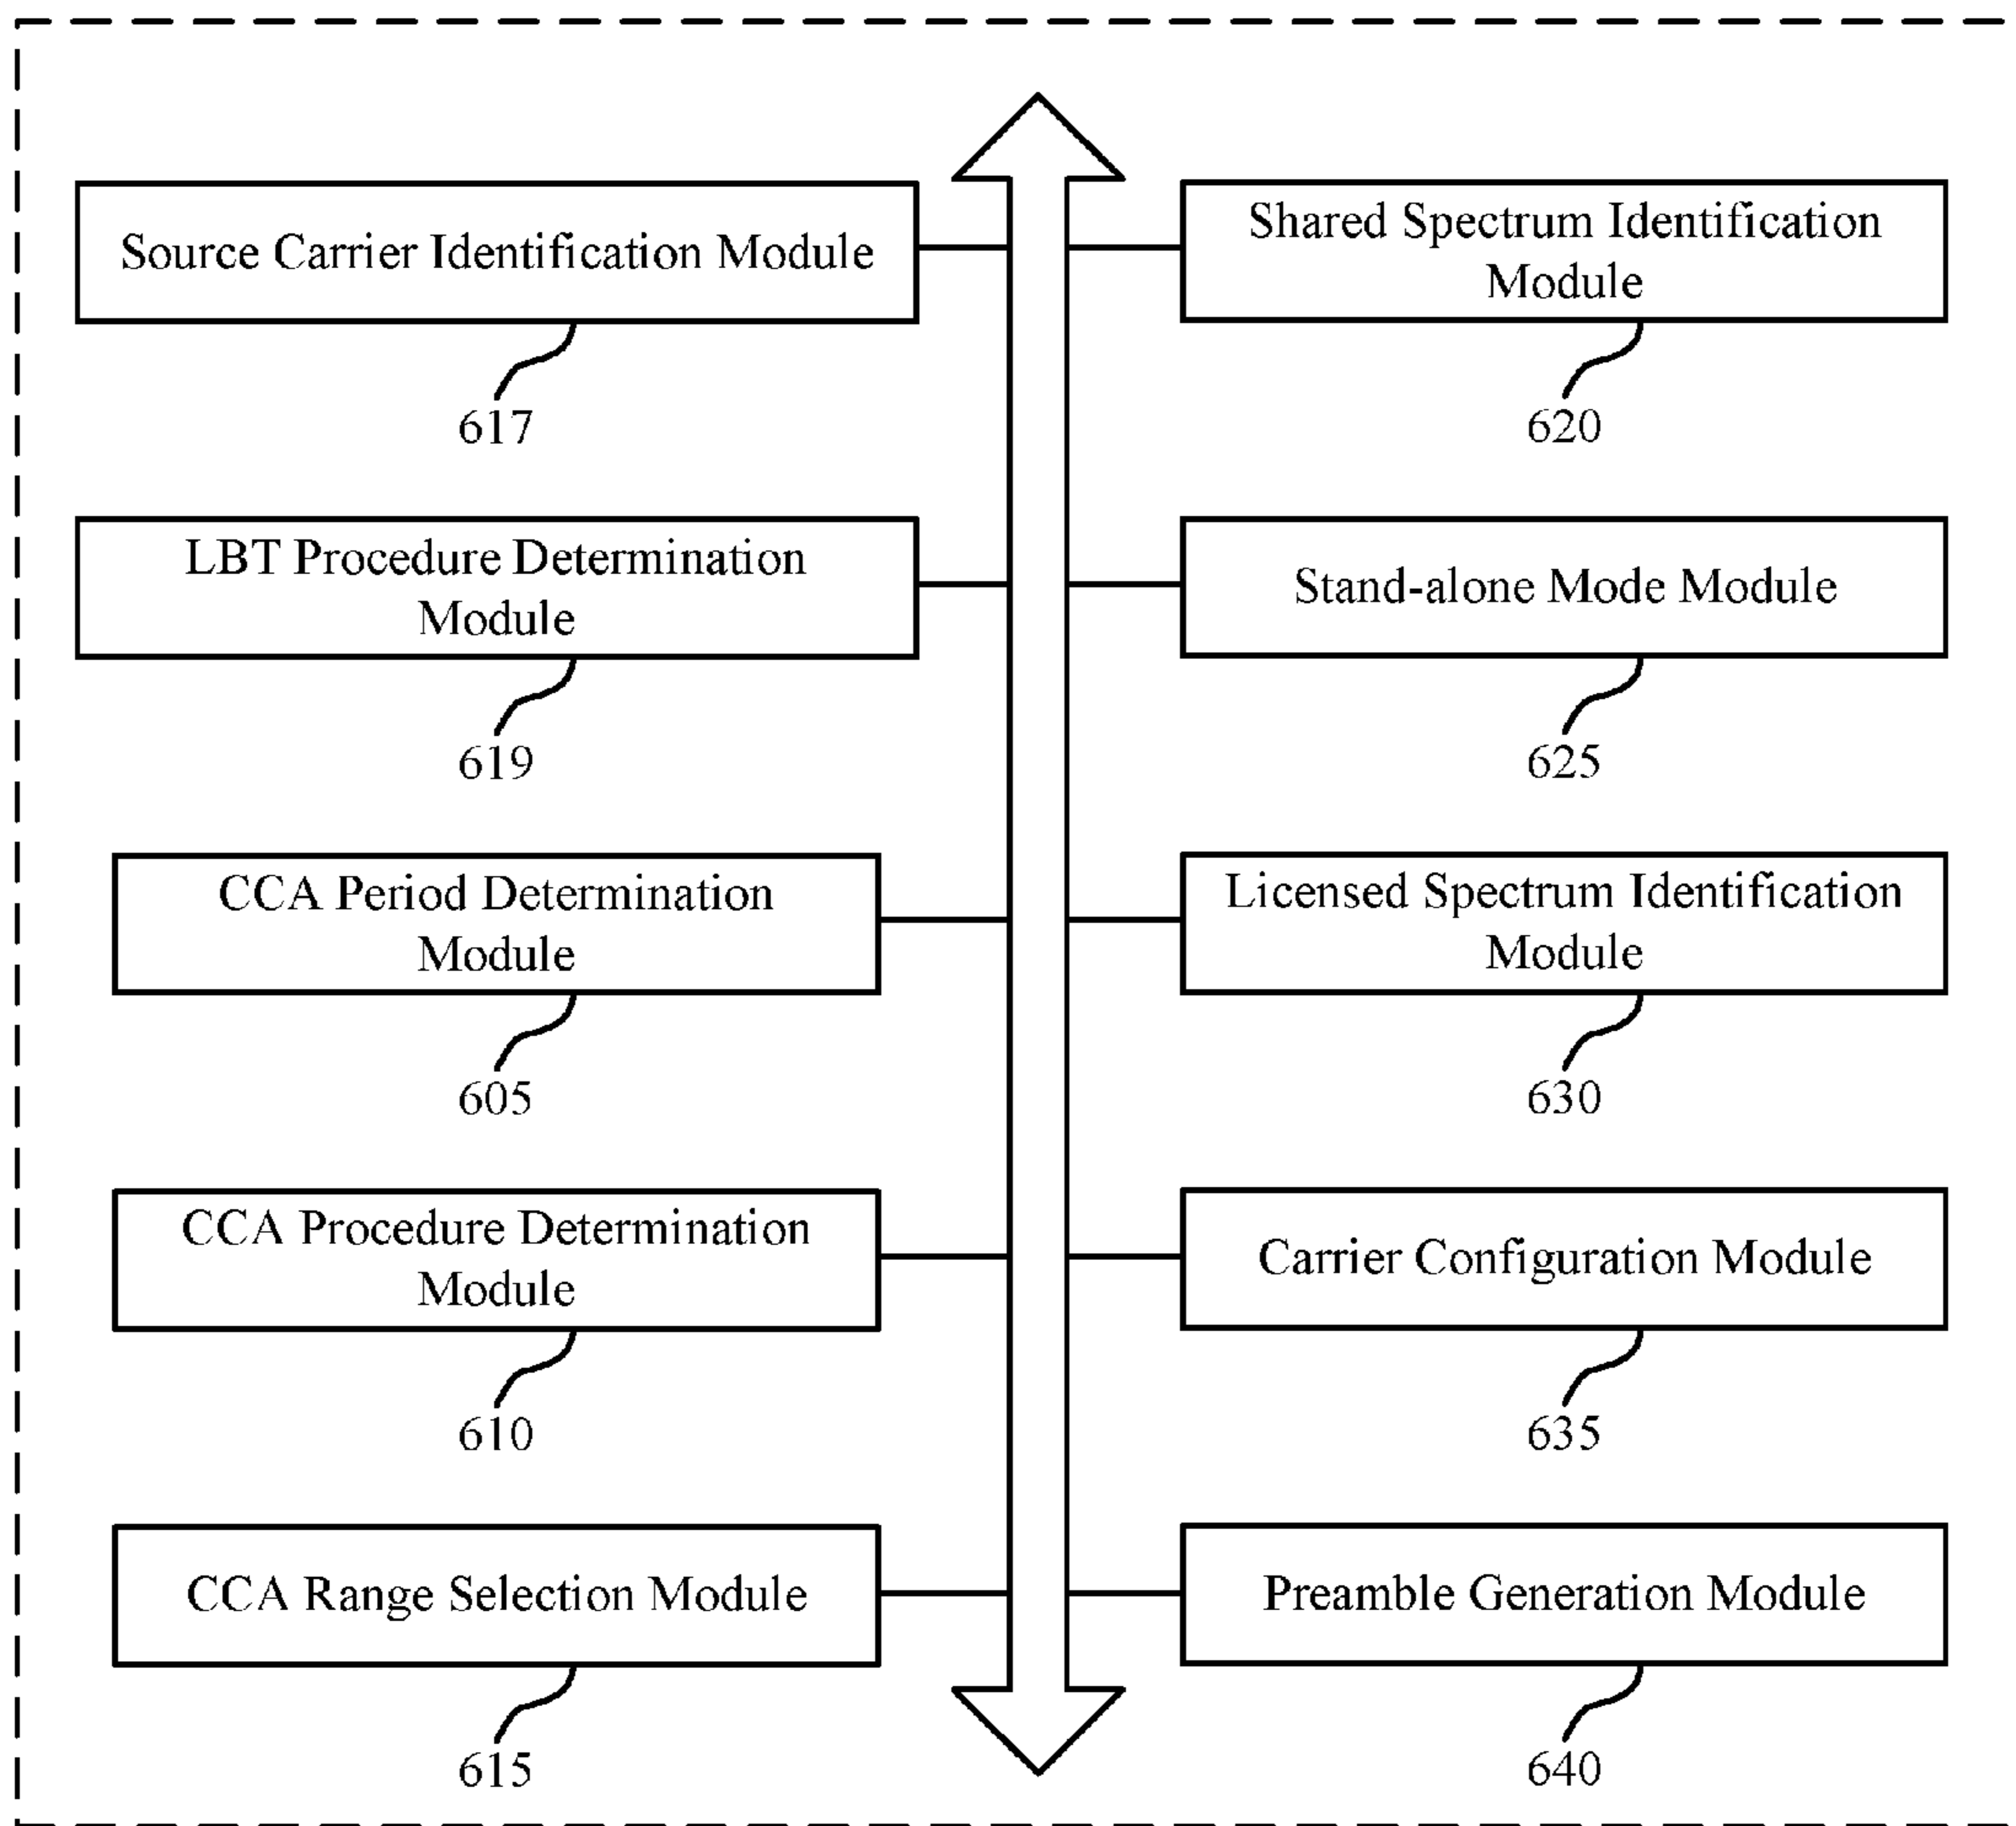 Source Carrier Identification Module
617
LBT Procedure Determination
Module
619
CCA Period Determination
Module
605
CCA Procedure Determination
Module
610
CCA Range Selection Module
615
Shared Spectrum Identification
Module
620
Stand-alone Mode Module
625
Licensed Spectrum Identification
Module
630
Carrier Configuration Module
635
Preamble Generation Module
640